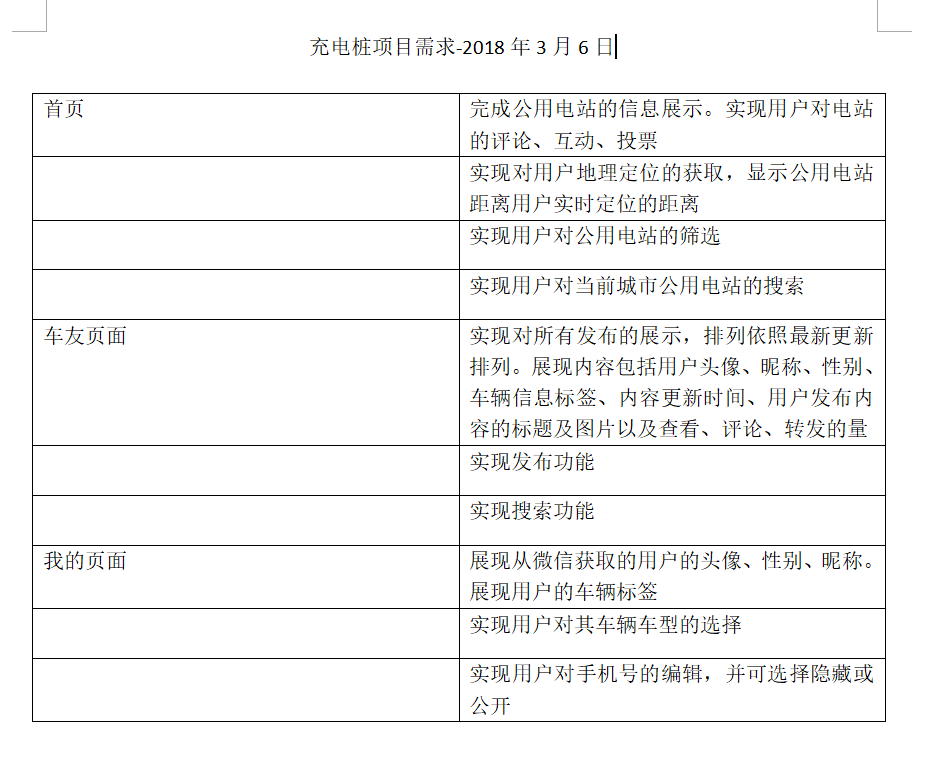 充电桩项目需求-2018 年 3 月 6 日
首页
完成公用电站的信息展示。实现用户对电站
的评论、互动、投票
实现对用户地理定位的获取，显示公用电站
距离用户实时定位的距离
实现用户对公用电站的筛选
实现用户对当前城市公用电站的搜索
车友页面
实现对所有发布的展示，排列依照最新更新
排列。展现内容包括用户头像、昵称、性别、
车辆信息标签、内容更新时间、用户发布内
容的标题及图片以及查看、评论、转发的量
实现发布功能
实现搜索功能
我的页面
展现从微信获取的用户的头像、性别、昵称。
展现用户的车辆标签
实现用户对其车辆车型的选择
实现用户对手机号的编辑，并可选择隐藏或
公开